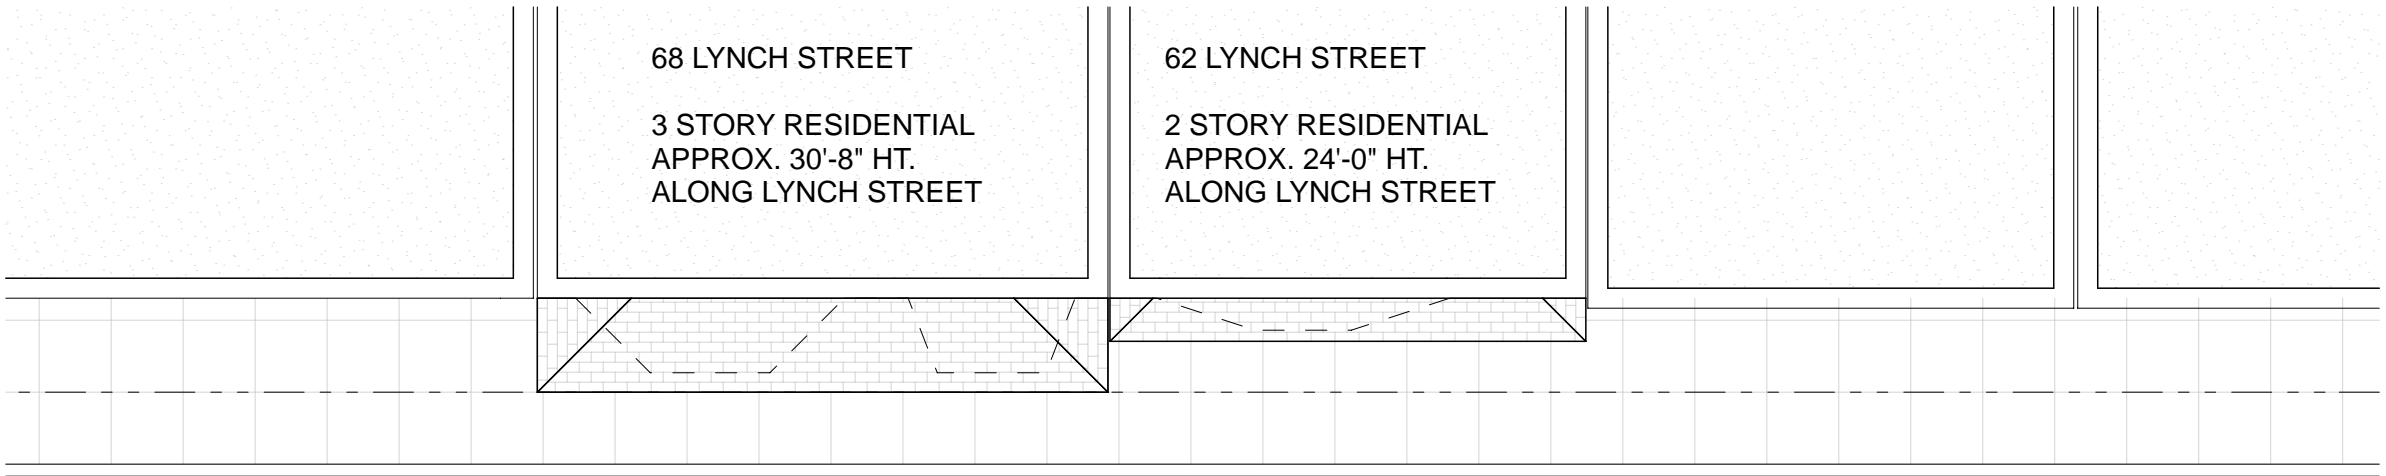 68 LYNCH STREET
3 STORY RESIDENTIAL
APPROX. 30'-8" HT.
ALONG LYNCH STREET
62 LYNCH STREET
2 STORY RESIDENTIAL
APPROX. 24'-0" HT.
ALONG LYNCH STREET